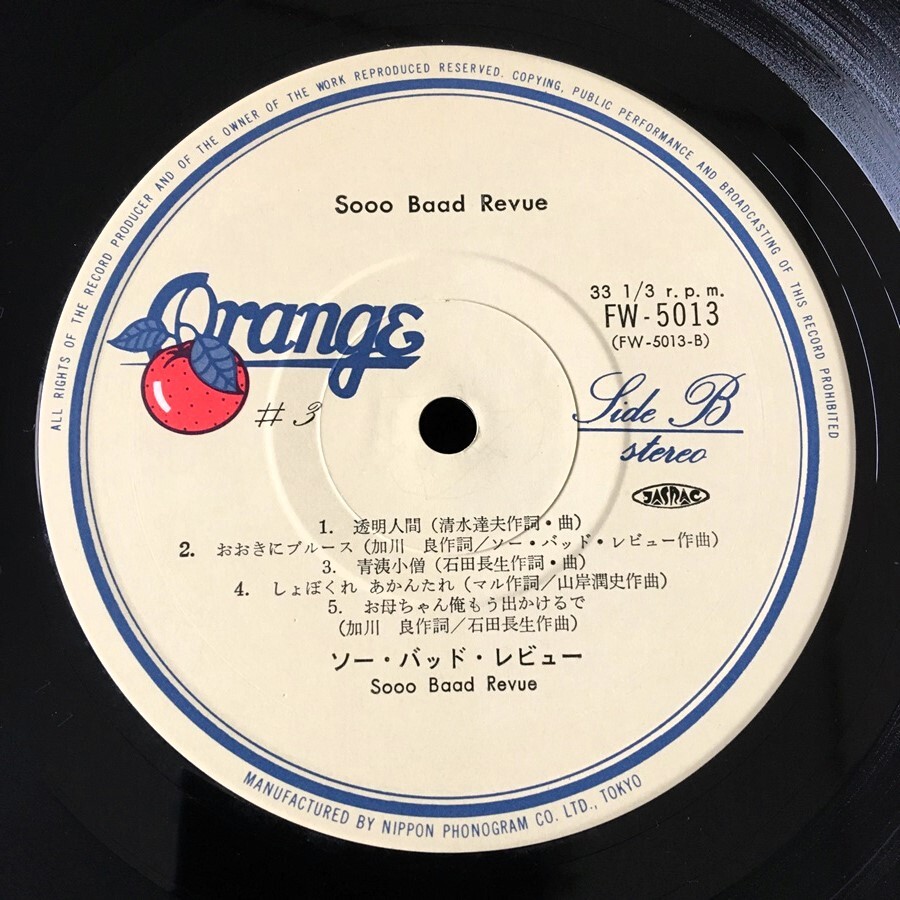 ALL RIGHTS OF THE RECORD PRODUCER AND OF THE OWNER OF THE WORK REPRODUCED RESERVED. COPYING, PUBLIC PERFORMANCE AND BROADCASTING OF THIS RECORD PROHIBITED
Sooo Baad Revue
Orange
#3
33 1/3 r.p.m.
FW-5013
(FW-5013-B)
Side B
stereo
JASRAC
1. 透明人間 (清水達夫作詞・曲)
2. おおきにブルース (加川 良作詞/ソー・バッド・レビュー作曲)
3. 青洟小僧 (石田長生作詞・曲)
4. しょぼくれ あかんたれ (マル作詞/山岸潤史作曲)
5. お母ちゃん俺もう出かけるで
(加川 良作詞/石田長生作曲)
ソー・バッド・レビュー
Sooo Baad Revue
MANUFACTURED BY NIPPON PHONOGRAM CO. LTD., TOKYO